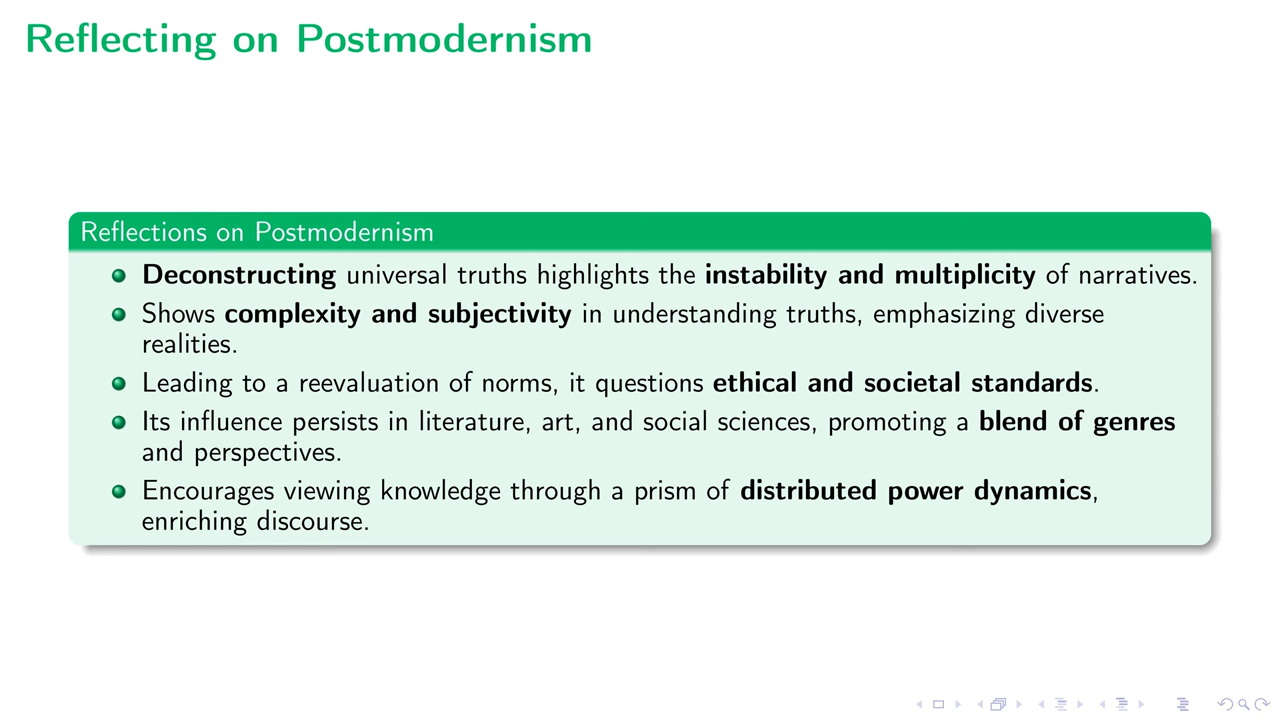 Reflecting on Postmodernism
Reflections on Postmodernism
Deconstructing universal truths highlights the instability and multiplicity of narratives.
Shows complexity and subjectivity in understanding truths, emphasizing diverse
realities.
Leading to a reevaluation of norms, it questions ethical and societal standards.
Its influence persists in literature, art, and social sciences, promoting a blend of genres
and perspectives.
Encourages viewing knowledge through a prism of distributed power dynamics,
enriching discourse.